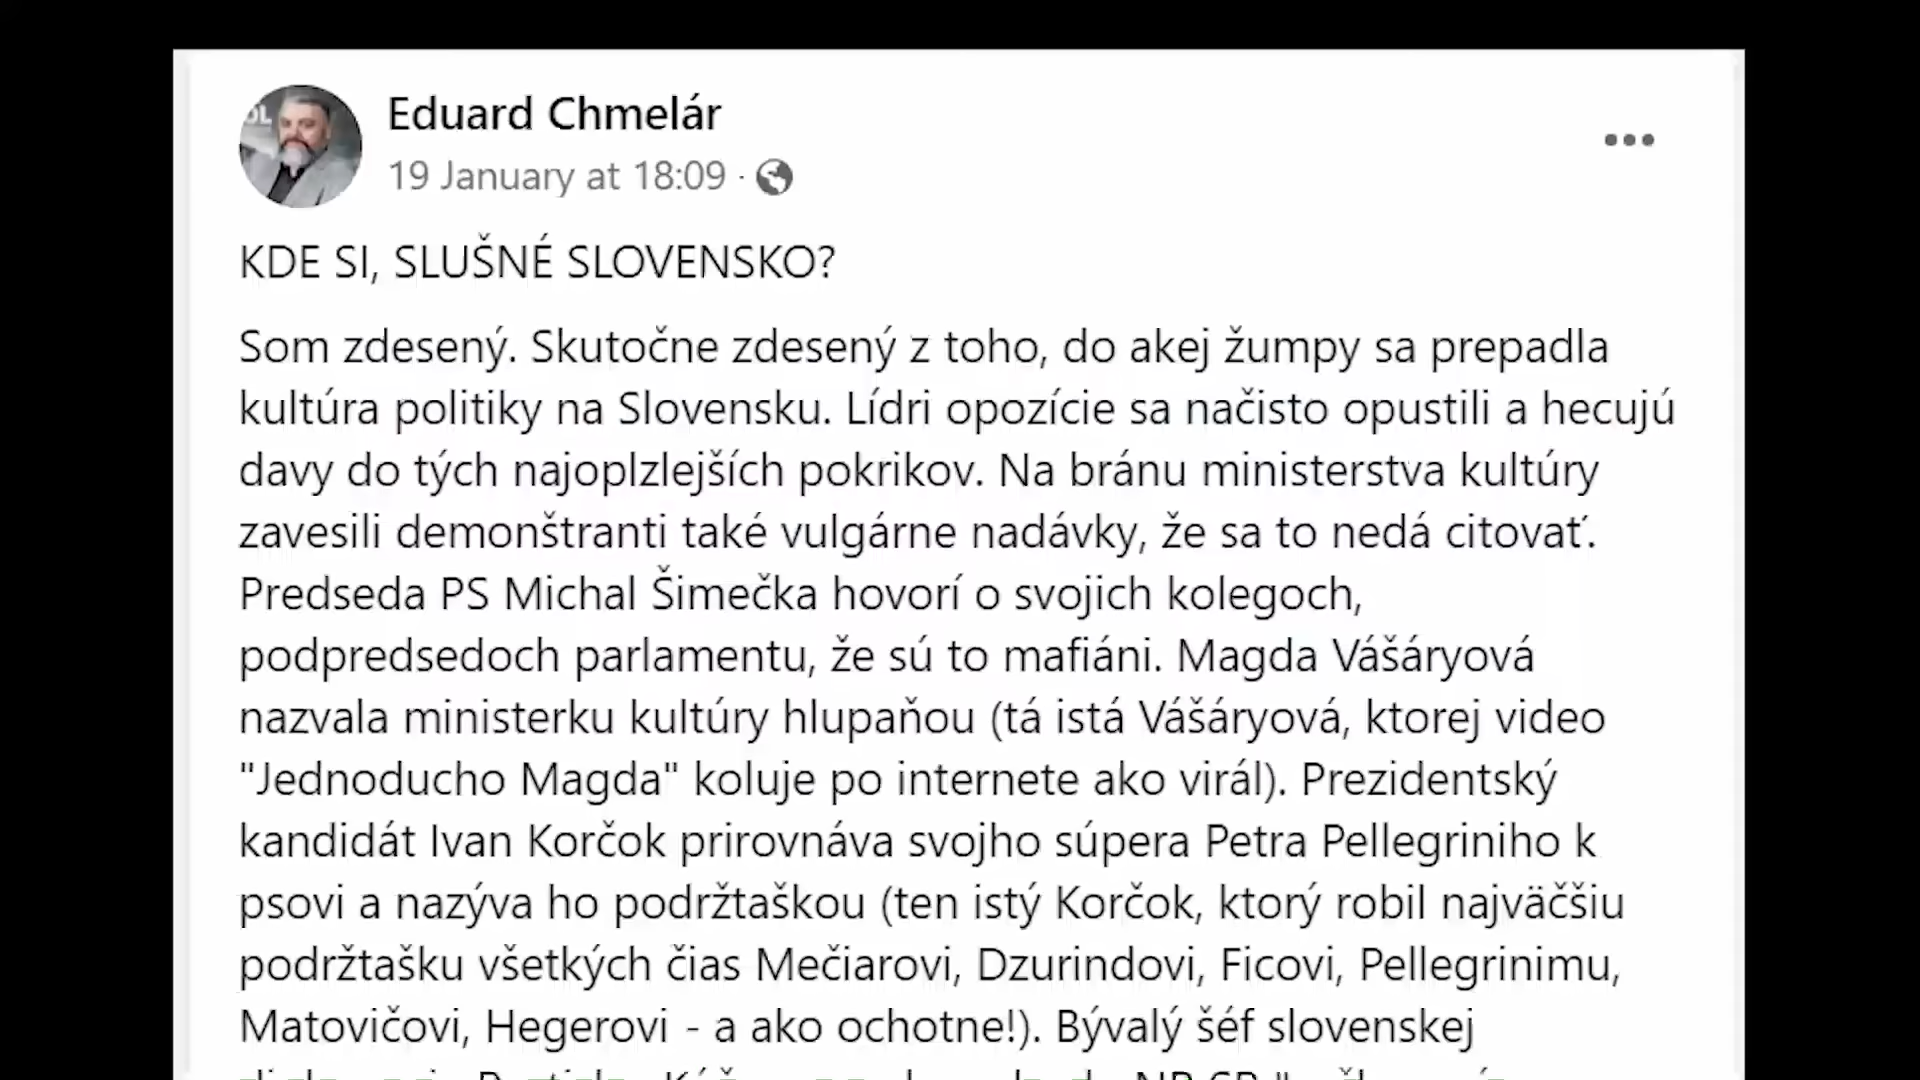 Eduard Chmelár
19 January at 18:09 ·
KDE SI, SLUŠNÉ SLOVENSKO?
Som zdesený. Skutočne zdesený z toho, do akej žumpy sa prepadla
kultúra politiky na Slovensku. Lídri opozície sa načisto opustili a hecujú
davy do tých najoplzlejších pokrikov. Na bránu ministerstva kultúry
zavesili demonštranti také vulgárne nadávky, že sa to nedá citovať.
Predseda PS Michal Šimečka hovorí o svojich kolegoch,
podpredsedoch parlamentu, že sú to mafiáni. Magda Vášáryová
nazvala ministerku kultúry hlupaňou (tá istá Vášáryová, ktorej video
"Jednoducho Magda" koluje po internete ako virál). Prezidentský
kandidát Ivan Korčok prirovnáva svojho súpera Petra Pellegriniho k
psovi a nazýva ho podržtaškou (ten istý Korčok, ktorý robil najväčšiu
podržtašku všetkých čias Mečiarovi, Dzurindovi, Ficovi, Pellegrinimu,
Matovičovi, Hegerovi - a ako ochotne!). Bývalý šéf slovenskej